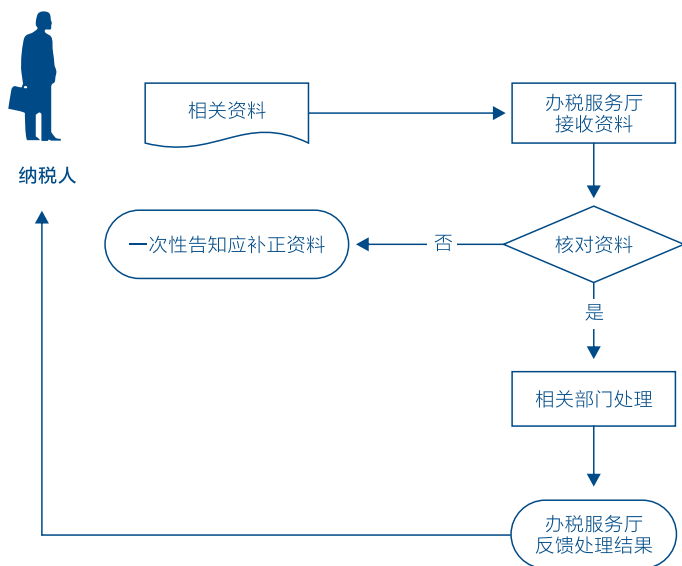 相关资料
办税服务厅
接收资料
纳税人
一次性告知应补正资料
否
核对资料
是
相关部门处理
办税服务厅
反馈处理结果